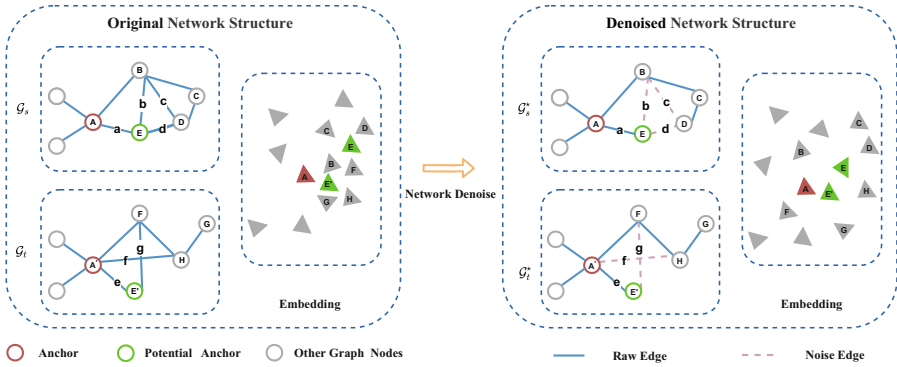 Original Network Structure
𝒢s
B
C
b
c
A
a
E
d
D
𝒢t
F
G
g
A'
f
H
e
E'
C
D
E
B
F
A
E'
G
H
Embedding
Network Denoise
Denoised Network Structure
𝒢s*
B
C
b
c
A
a
E
d
D
𝒢t*
F
G
g
A'
f
H
e
E'
C
B
D
E
A
E'
H
F
G
Embedding
Anchor
Potential Anchor
Other Graph Nodes
Raw Edge
Noise Edge